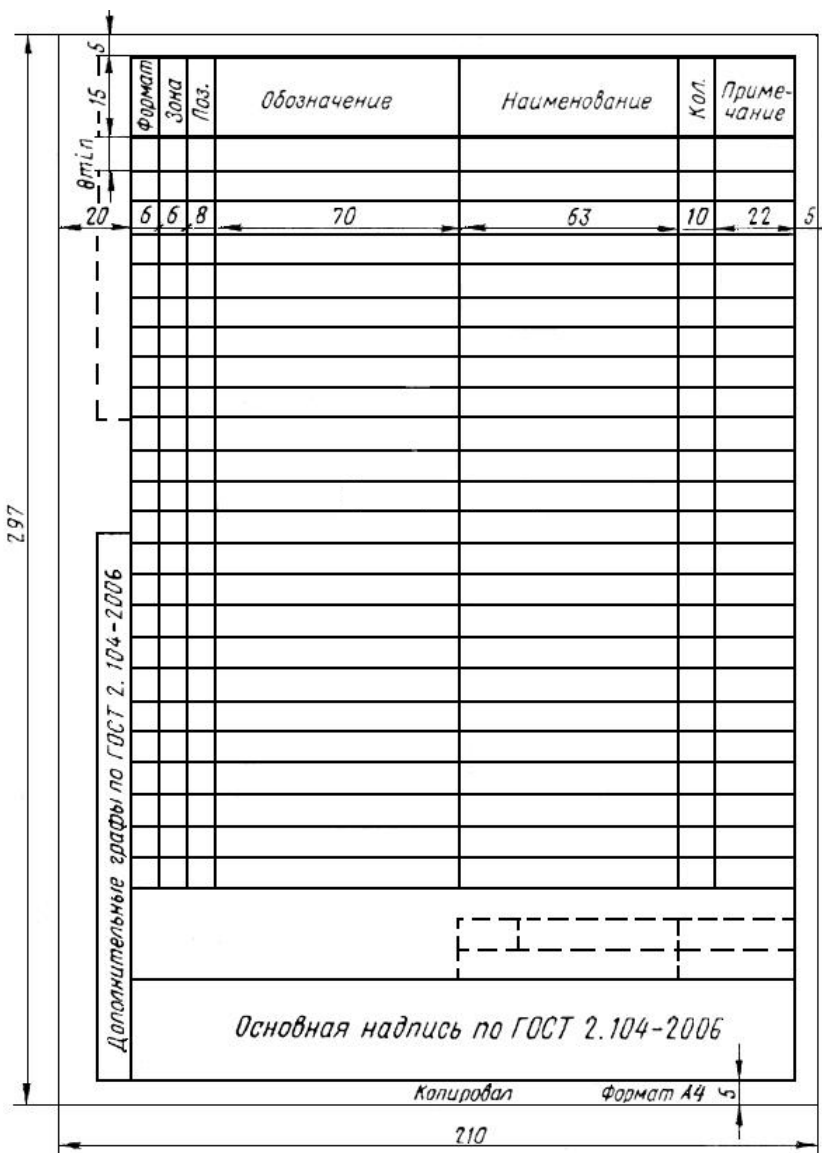 5
15
8min
Формат
Зона
Поз.
Обозначение
Наименование
Кол.
Приме-
чание
20 6 6 8 70 63 10 22 5
297
Дополнительные графы по ГОСТ 2.104-2006
Основная надпись по ГОСТ 2.104-2006
Копировал Формат А4 5
210